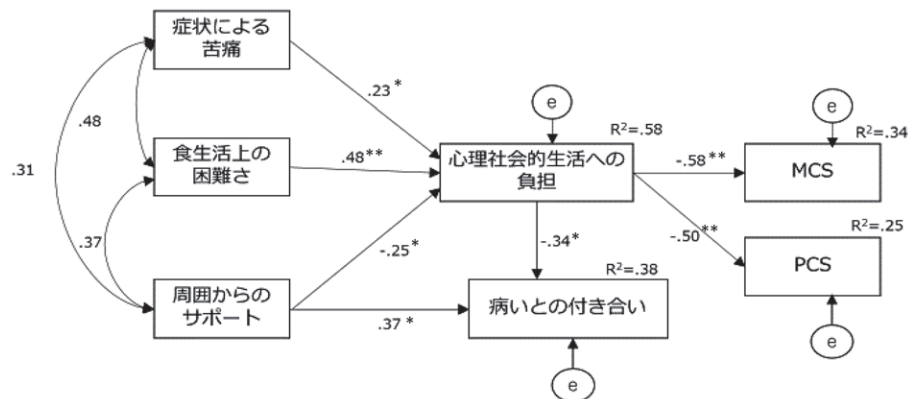 症状による
苦痛
.23 *
.48
.31
食生活上の
困難さ
.48**
.37
周囲からの
サポート
-.25*
.37 *
e
R²=.58
心理社会的生活への
負担
-.34*
R²=.38
病いとの付き合い
e
-.58**
-.50**
e
R²=.34
MCS
R²=.25
PCS
e